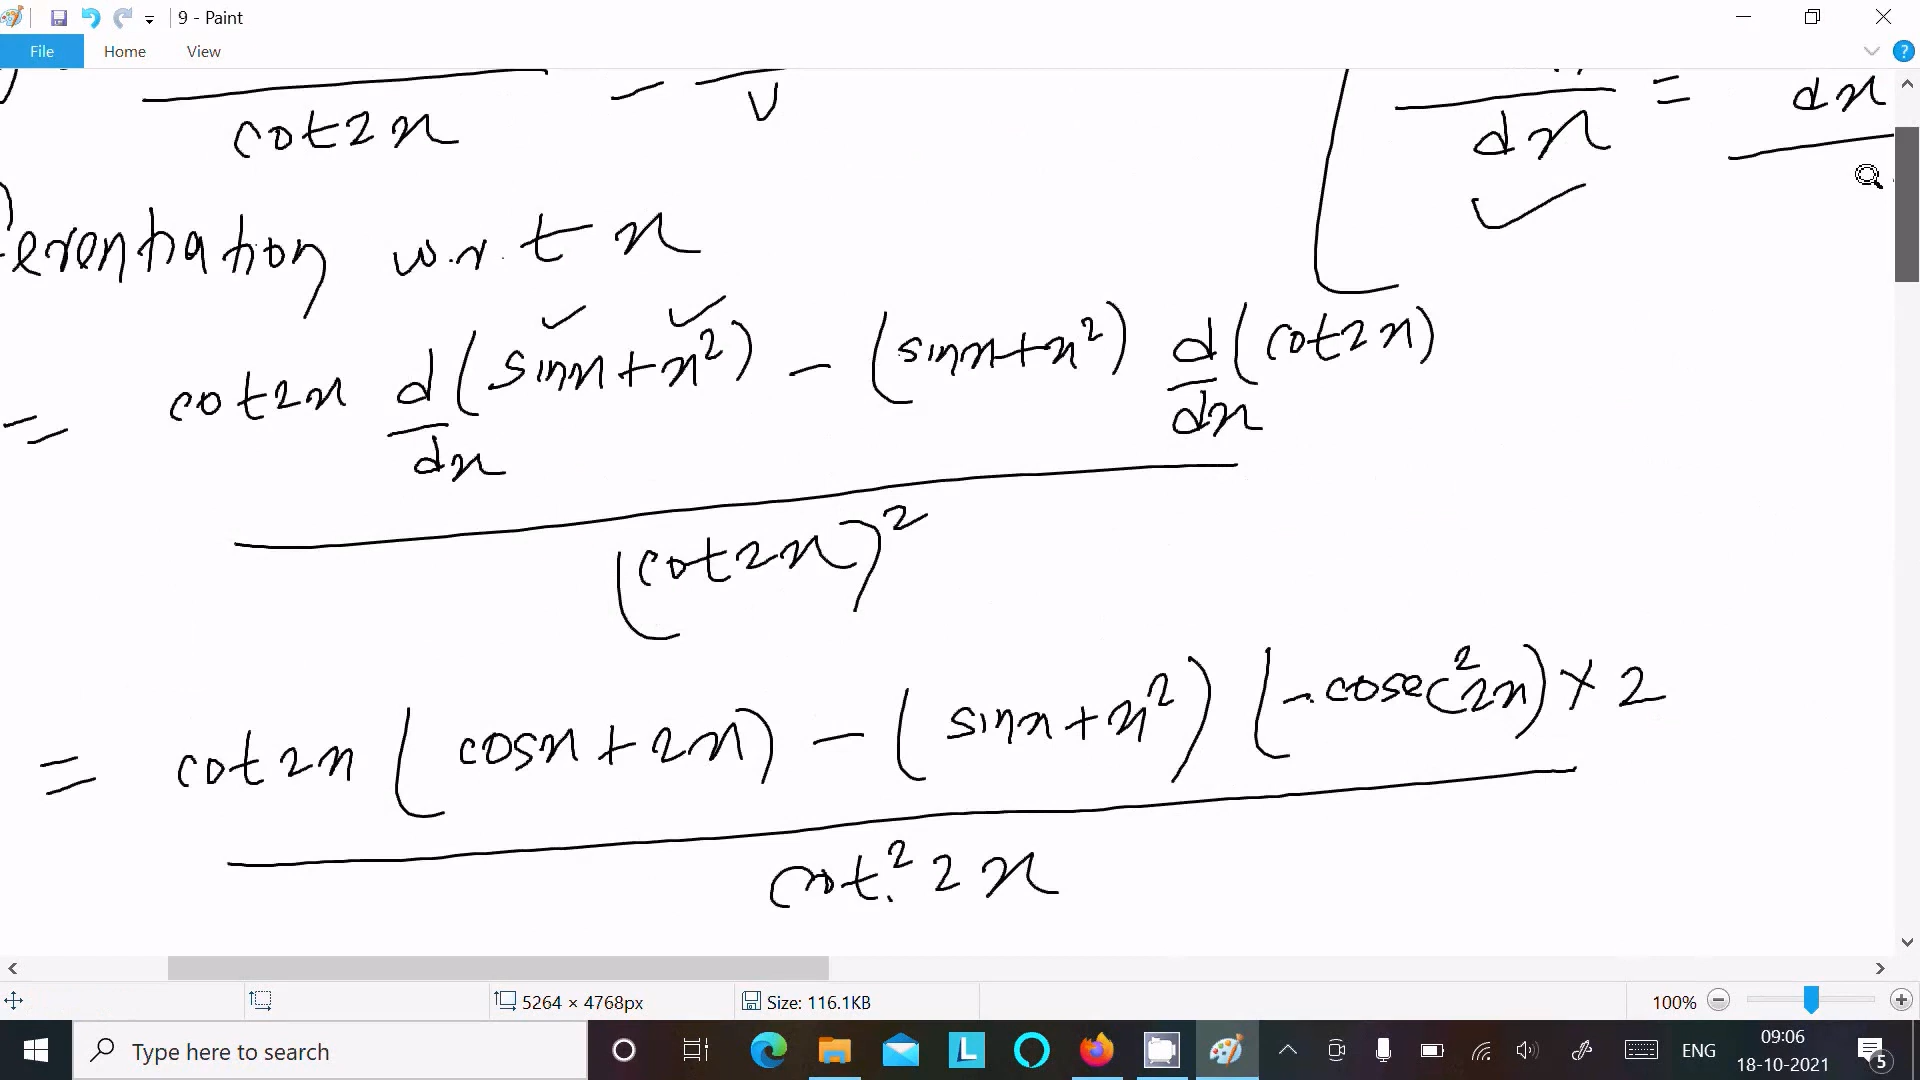 9 - Paint
File Home View
cot2x - v
dx = dx
ferentiation w.r.t x
= cot2x d/dx (sinx+x²) - (sinx+x²) d/dx (cot2x)
(cot2x)²
= cot2x (cosx+2x) - (sinx+x²) (-cosec²2x) × 2
cot²2x
5264 × 4768px Size: 116.1KB 100%
Type here to search L ENG 09:06
18-10-2021 5